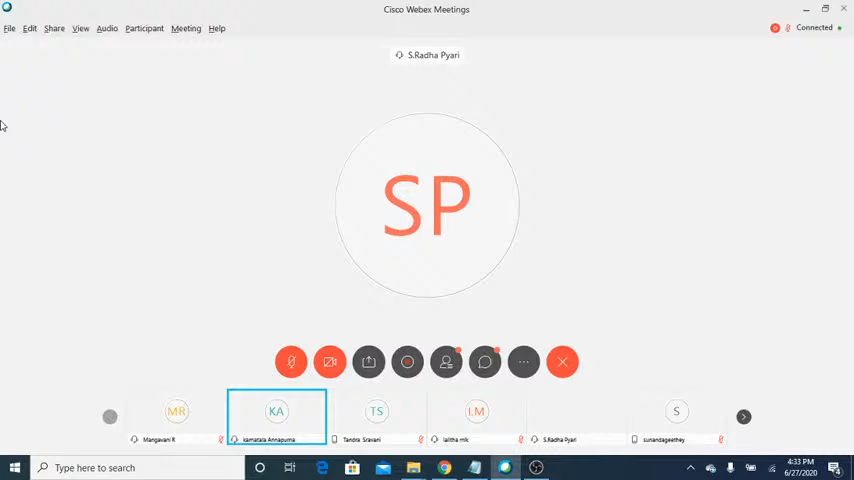 Cisco Webex Meetings
File Edit Share View Audio Participant Meeting Help
Connected
S.Radha Pyari
SP
MR KA TS LM S
Mangavani R kamatala Annapurna Tandra Sravani lalitha mlk S.Radha Pyari sunandageethey
Type here to search
4:33 PM
6/27/2020
4